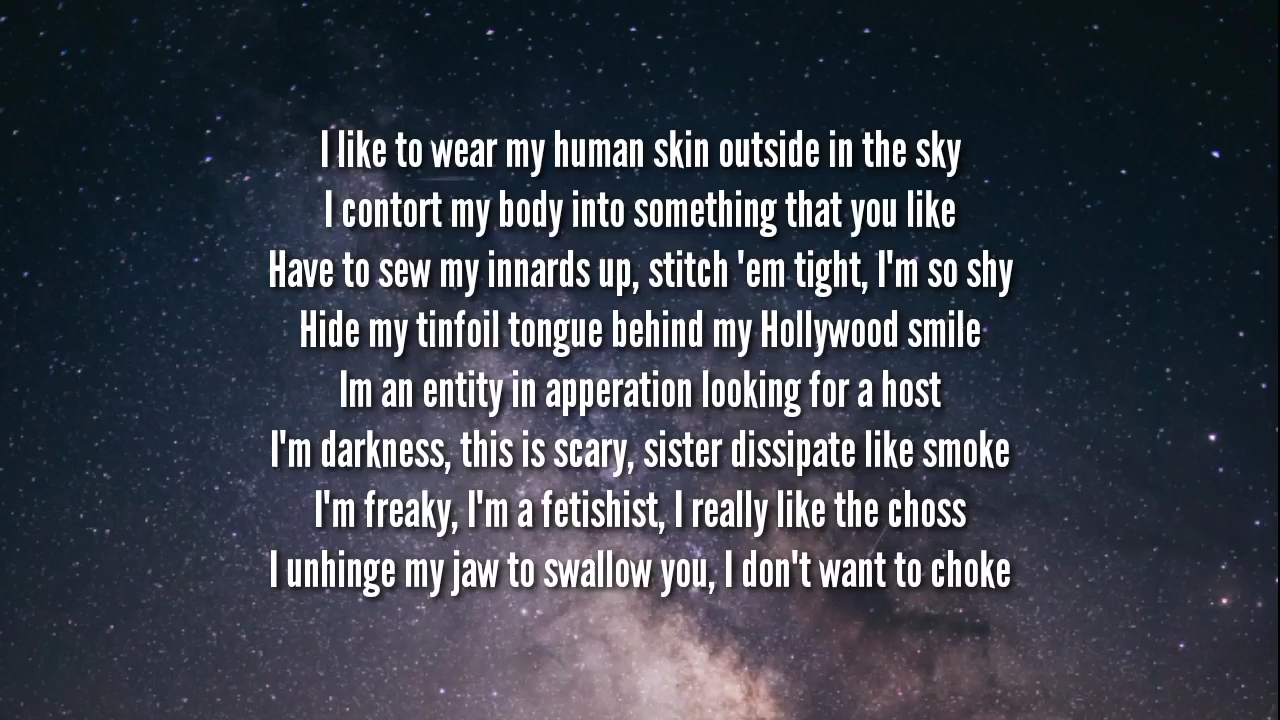 I like to wear my human skin outside in the sky
I contort my body into something that you like
Have to sew my innards up, stitch 'em tight, I'm so shy
Hide my tinfoil tongue behind my Hollywood smile
Im an entity in apperation looking for a host
I'm darkness, this is scary, sister dissipate like smoke
I'm freaky, I'm a fetishist, I really like the choss
I unhinge my jaw to swallow you, I don't want to choke